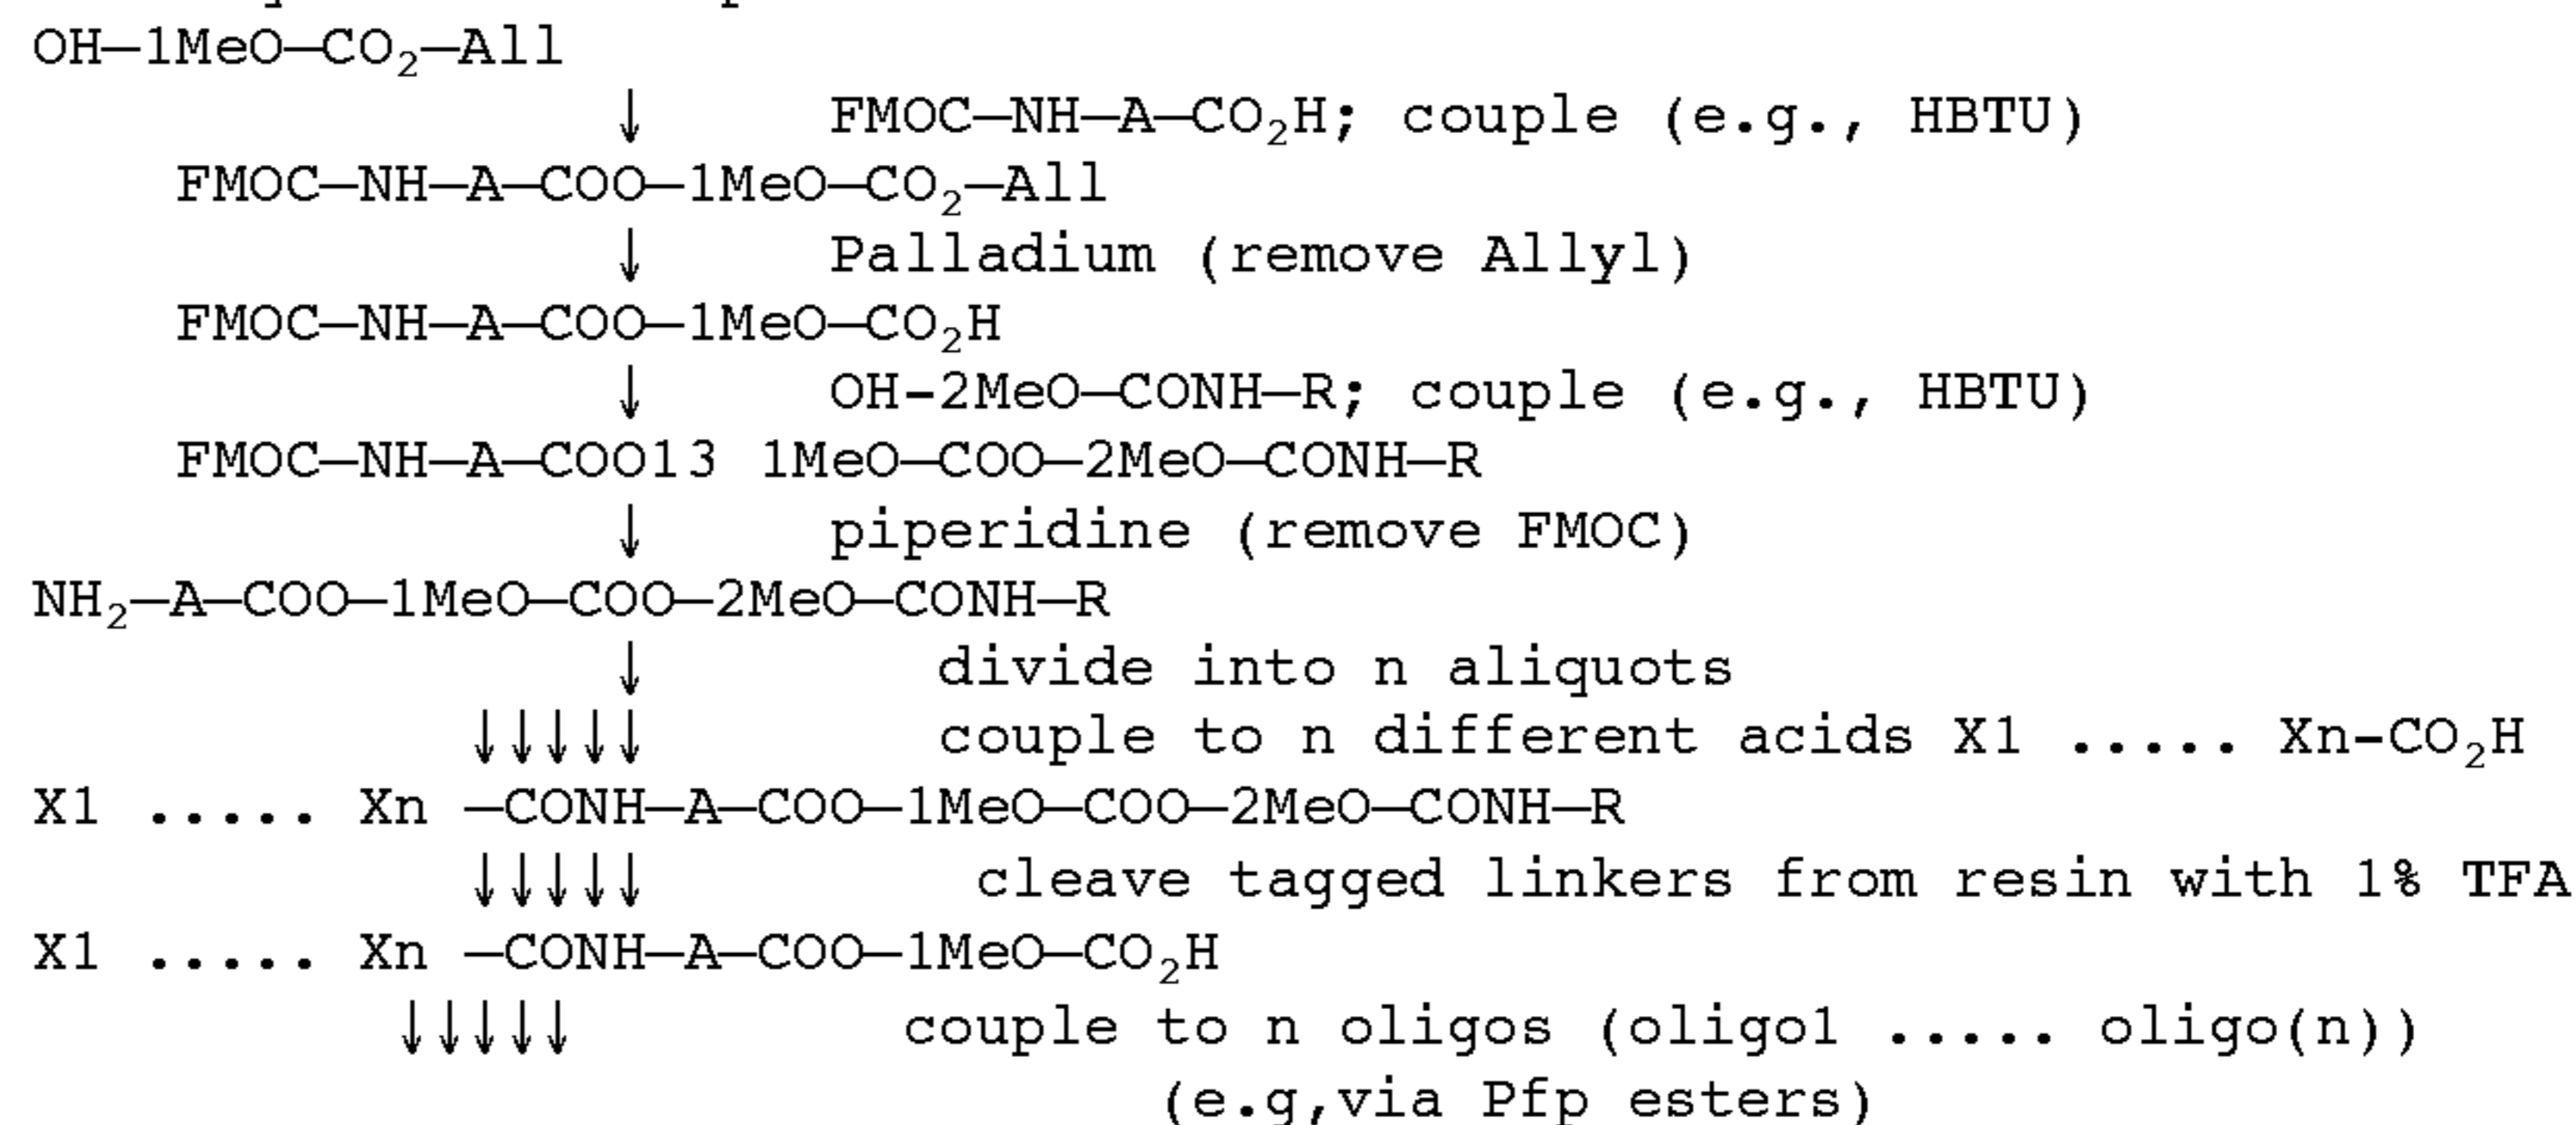 OH—1MeO—CO₂—All
↓ FMOC—NH—A—CO₂H; couple (e.g., HBTU)
FMOC—NH—A—COO—1MeO—CO₂—All
↓ Palladium (remove Allyl)
FMOC—NH—A—COO—1MeO—CO₂H
↓ OH-2MeO—CONH—R; couple (e.g., HBTU)
FMOC—NH—A—COO13 1MeO—COO—2MeO—CONH—R
↓ piperidine (remove FMOC)
NH₂—A—COO—1MeO—COO—2MeO—CONH—R
↓ divide into n aliquots
↓↓↓↓↓ couple to n different acids X1 ..... Xn-CO₂H
X1 ..... Xn —CONH—A—COO—1MeO—COO—2MeO—CONH—R
↓↓↓↓↓ cleave tagged linkers from resin with 1% TFA
X1 ..... Xn —CONH—A—COO—1MeO—CO₂H
↓↓↓↓↓ couple to n oligos (oligo1 ..... oligo(n))
(e.g,via Pfp esters)